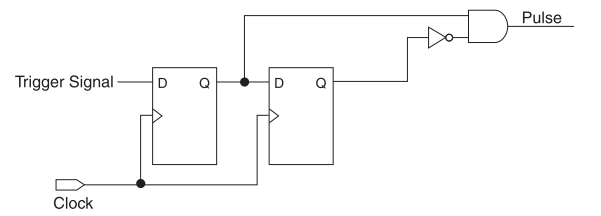 Pulse
Trigger Signal
D Q
D Q
Clock